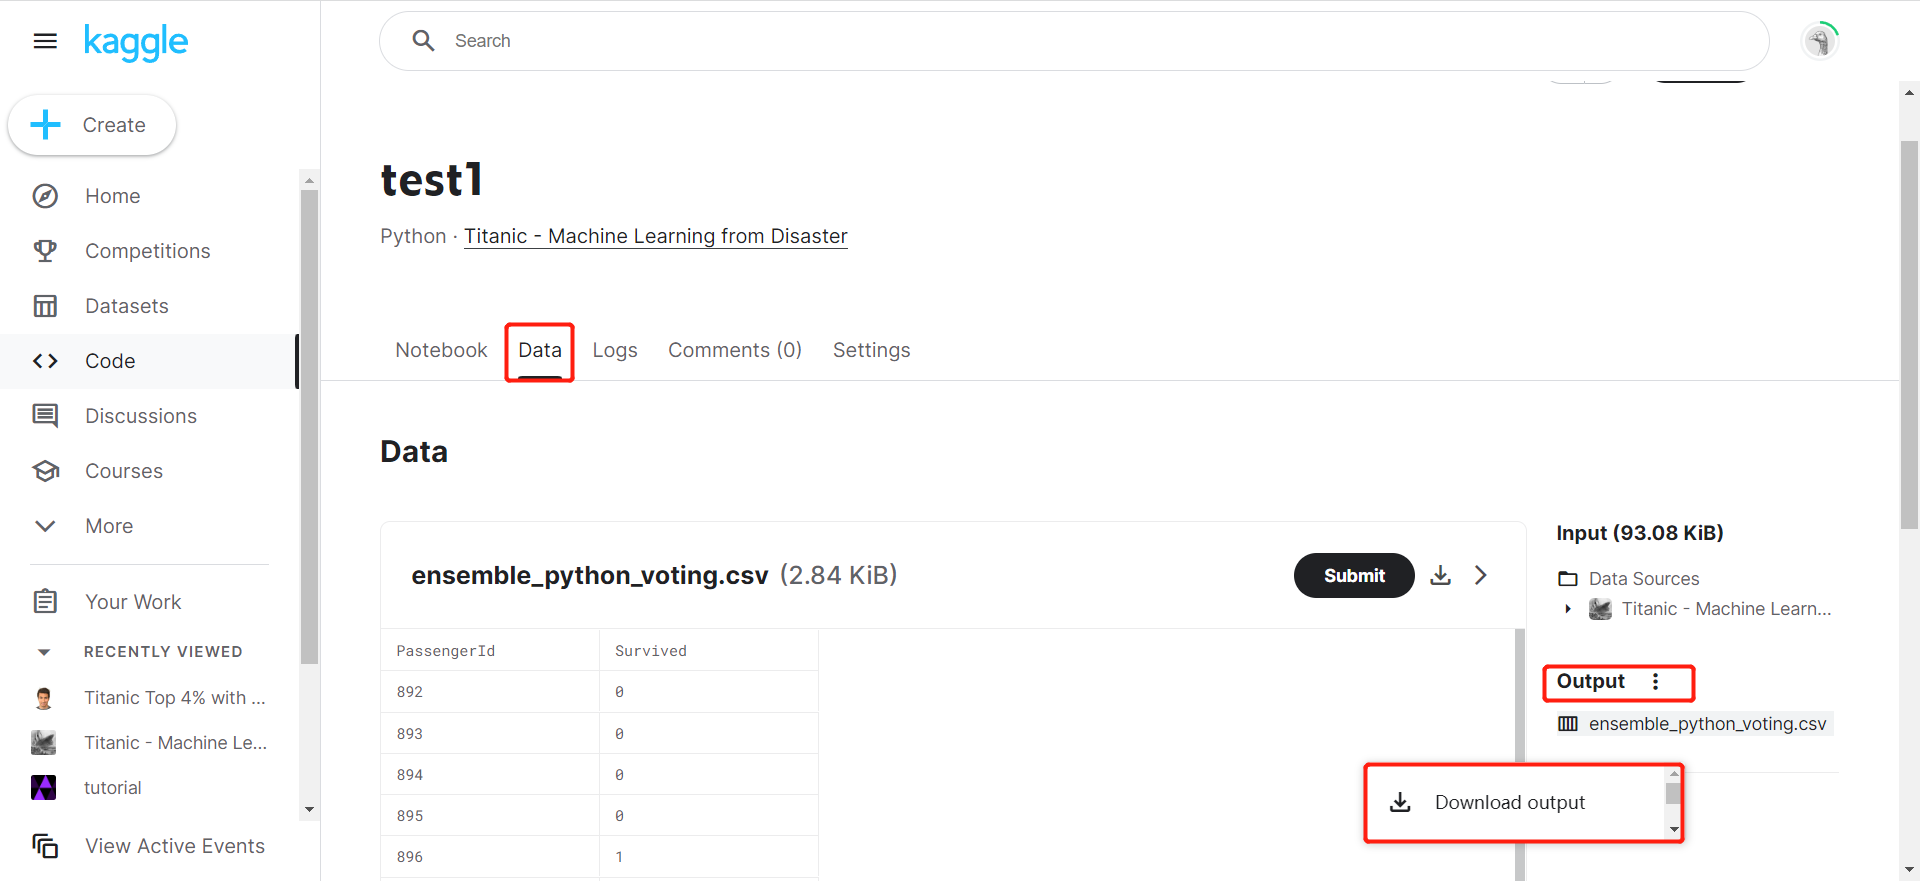 kaggle
Search
Create
Home
Competitions
Datasets
Code
Discussions
Courses
More
Your Work
RECENTLY VIEWED
Titanic Top 4% with ...
Titanic - Machine Le...
tutorial
View Active Events
test1
Python · Titanic - Machine Learning from Disaster
Notebook Data Logs Comments (0) Settings
Data
ensemble_python_voting.csv (2.84 KiB)
Submit
PassengerId Survived
892 0
893 0
894 0
895 0
896 1
Input (93.08 KiB)
Data Sources
Titanic - Machine Learn...
Output
ensemble_python_voting.csv
Download output